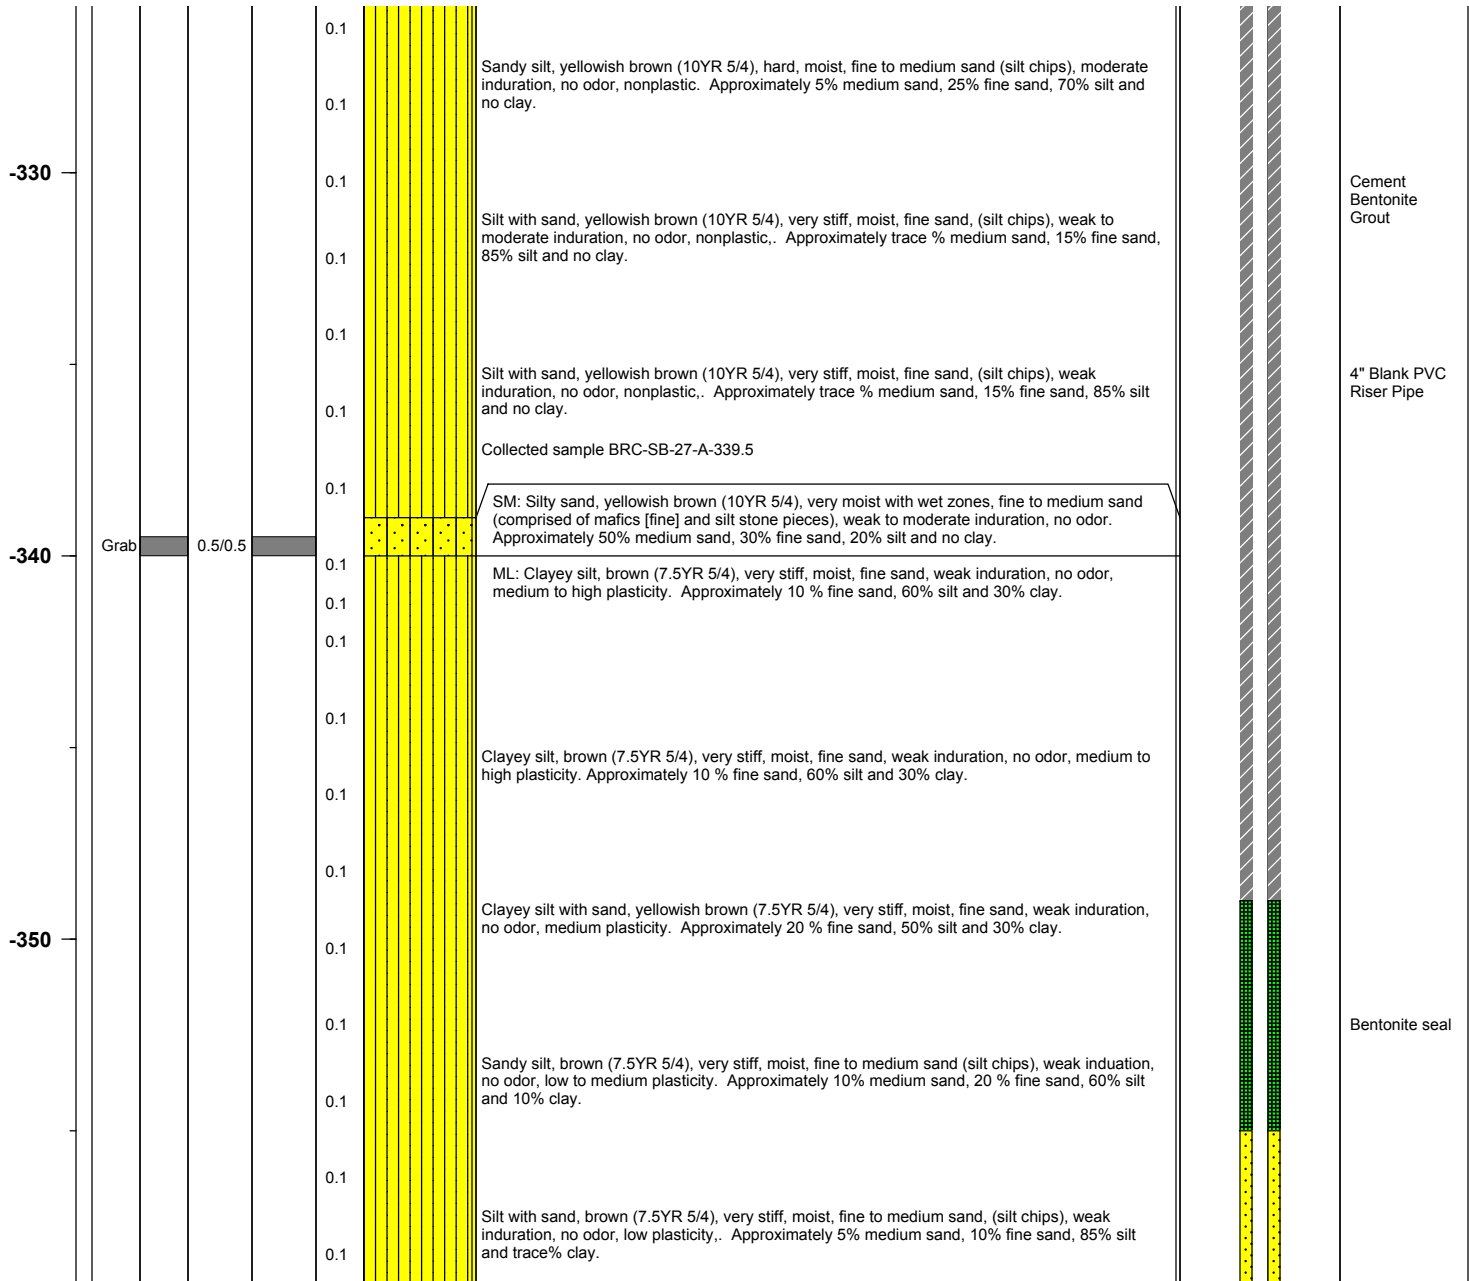 0.1
Sandy silt, yellowish brown (10YR 5/4), hard, moist, fine to medium sand (silt chips), moderate
induration, no odor, nonplastic.  Approximately 5% medium sand, 25% fine sand, 70% silt and
no clay.
0.1
-330
0.1
Cement
Bentonite
Grout
Silt with sand, yellowish brown (10YR 5/4), very stiff, moist, fine sand, (silt chips), weak to
moderate induration, no odor, nonplastic,.  Approximately trace % medium sand, 15% fine sand,
85% silt and no clay.
0.1
0.1
Silt with sand, yellowish brown (10YR 5/4), very stiff, moist, fine sand, (silt chips), weak
induration, no odor, nonplastic,.  Approximately trace % medium sand, 15% fine sand, 85% silt
and no clay.
4" Blank PVC
Riser Pipe
0.1
Collected sample BRC-SB-27-A-339.5
0.1
SM: Silty sand, yellowish brown (10YR 5/4), very moist with wet zones, fine to medium sand
(comprised of mafics [fine] and silt stone pieces), weak to moderate induration, no odor.
Approximately 50% medium sand, 30% fine sand, 20% silt and no clay.
Grab
0.5/0.5
-340
0.1
ML: Clayey silt, brown (7.5YR 5/4), very stiff, moist, fine sand, weak induration, no odor,
medium to high plasticity.  Approximately 10 % fine sand, 60% silt and 30% clay.
0.1
0.1
0.1
Clayey silt, brown (7.5YR 5/4), very stiff, moist, fine sand, weak induration, no odor, medium to
high plasticity. Approximately 10 % fine sand, 60% silt and 30% clay.
0.1
0.1
Clayey silt with sand, yellowish brown (7.5YR 5/4), very stiff, moist, fine sand, weak induration,
no odor, medium plasticity.  Approximately 20 % fine sand, 50% silt and 30% clay.
-350
0.1
0.1
Bentonite seal
Sandy silt, brown (7.5YR 5/4), very stiff, moist, fine to medium sand (silt chips), weak induation,
no odor, low to medium plasticity.  Approximately 10% medium sand, 20 % fine sand, 60% silt
and 10% clay.
0.1
0.1
Silt with sand, brown (7.5YR 5/4), very stiff, moist, fine to medium sand, (silt chips), weak
induration, no odor, low plasticity,.  Approximately 5% medium sand, 10% fine sand, 85% silt
and trace% clay.
0.1